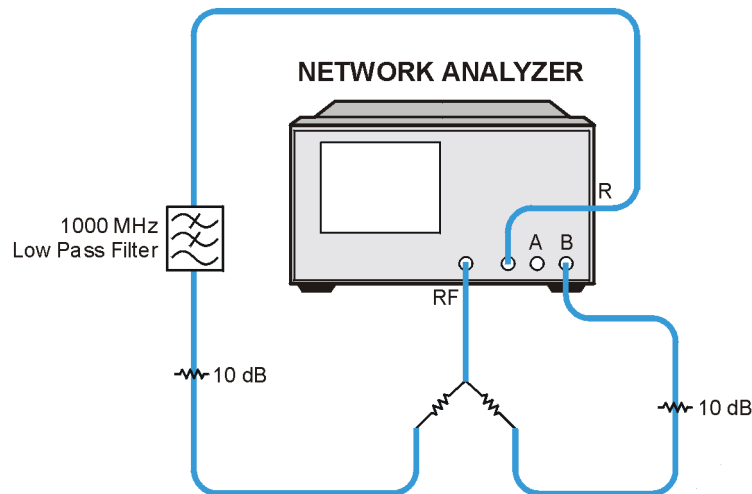 NETWORK ANALYZER
R
1000 MHz
Low Pass Filter
A
B
RF
10 dB
10 dB